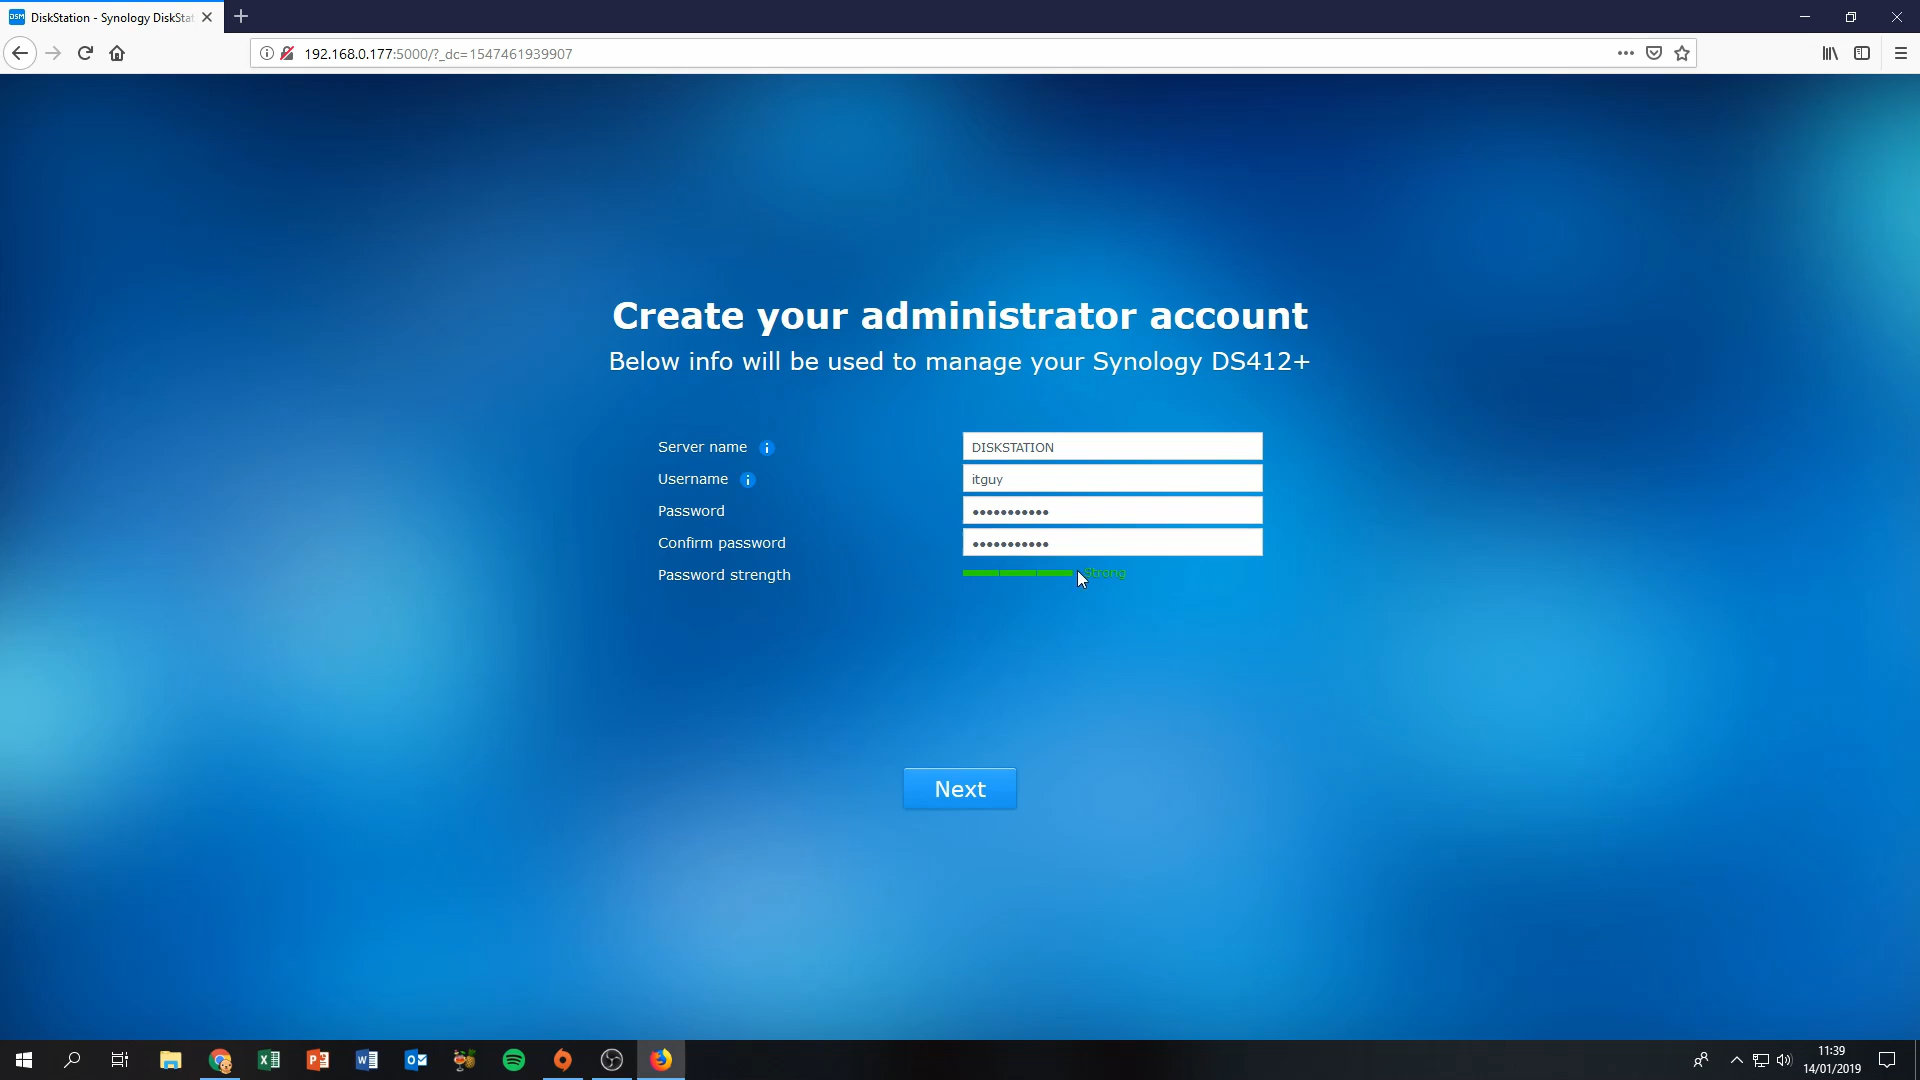 DSM DiskStation - Synology DiskStat
192.168.0.177:5000/?_dc=1547461939907
Create your administrator account
Below info will be used to manage your Synology DS412+
Server name i DISKSTATION
Username i itguy
Password •••••••••••
Confirm password •••••••••••
Password strength Strong
Next
11:39
14/01/2019